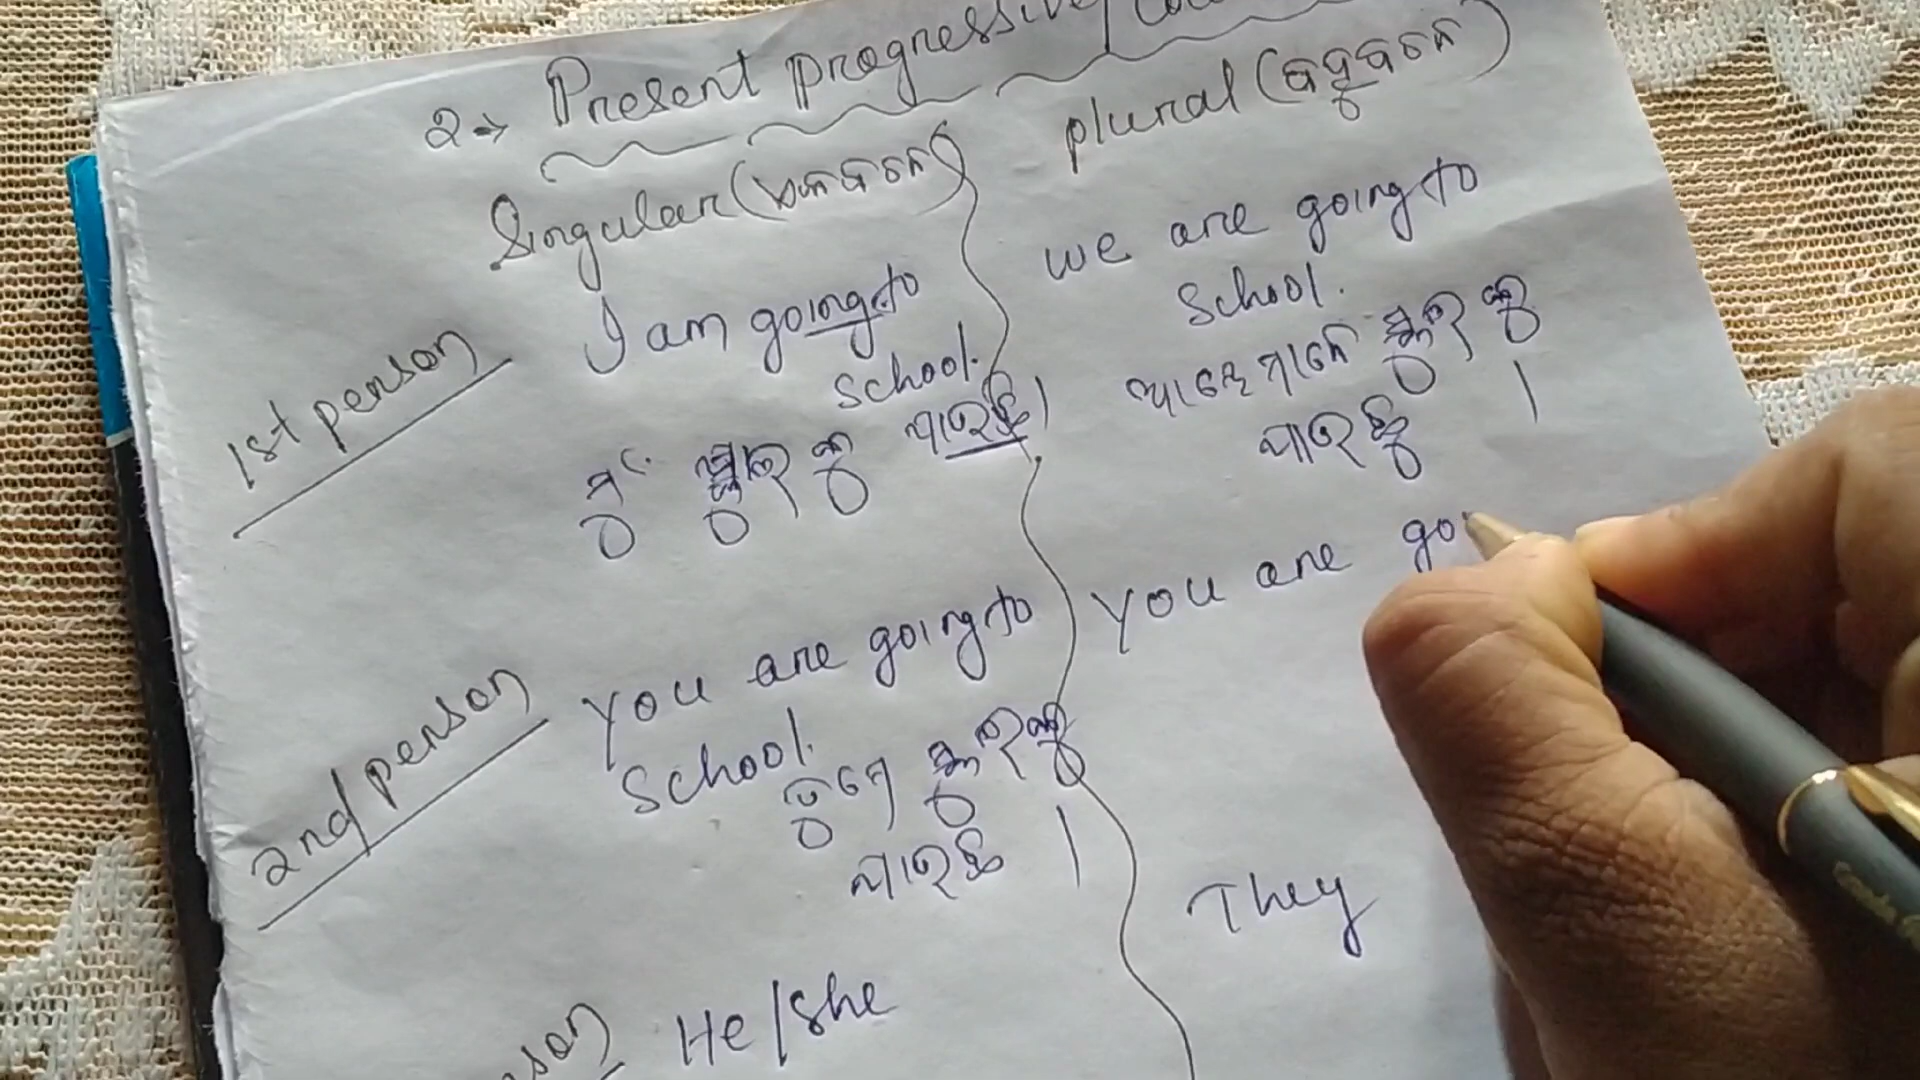 2→ Present progressive/
Singular (ଏକବଚନ)
plural (ବହୁବଚନ)
1st person
I am going to
school.
ମୁଁ ସ୍କୁଲକୁ ଯାଉଛି।
we are going to
school.
ଆମେମାନେ ସ୍କୁଲକୁ
ଯାଉଛୁ ।
2nd person
you are going to
school.
ତୁମେ ସ୍କୁଲକୁ
ଯାଉଛ ।
you are go
He/she
They